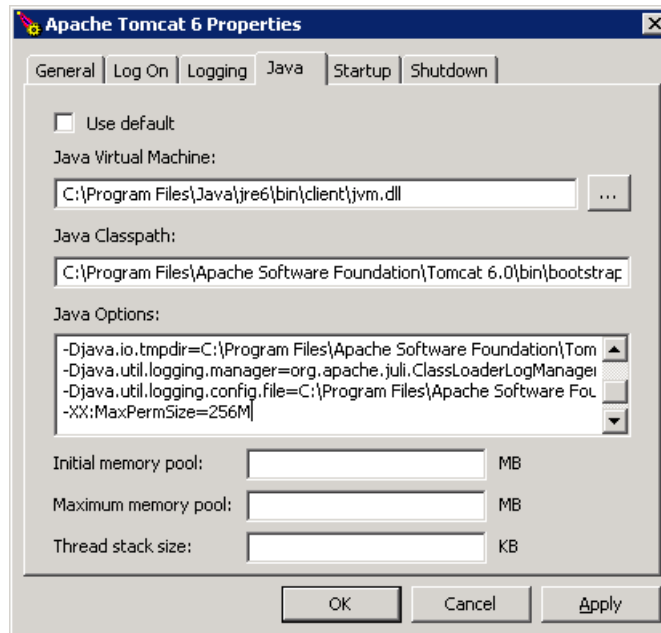 Apache Tomcat 6 Properties
General Log On Logging Java Startup Shutdown
Use default
Java Virtual Machine:
C:\Program Files\Java\jre6\bin\client\jvm.dll ...
Java Classpath:
C:\Program Files\Apache Software Foundation\Tomcat 6.0\bin\bootstrap
Java Options:
-Djava.io.tmpdir=C:\Program Files\Apache Software Foundation\Tom
-Djava.util.logging.manager=org.apache.juli.ClassLoaderLogManager
-Djava.util.logging.config.file=C:\Program Files\Apache Software Fou
-XX:MaxPermSize=256M
Initial memory pool: MB
Maximum memory pool: MB
Thread stack size: KB
OK Cancel Apply